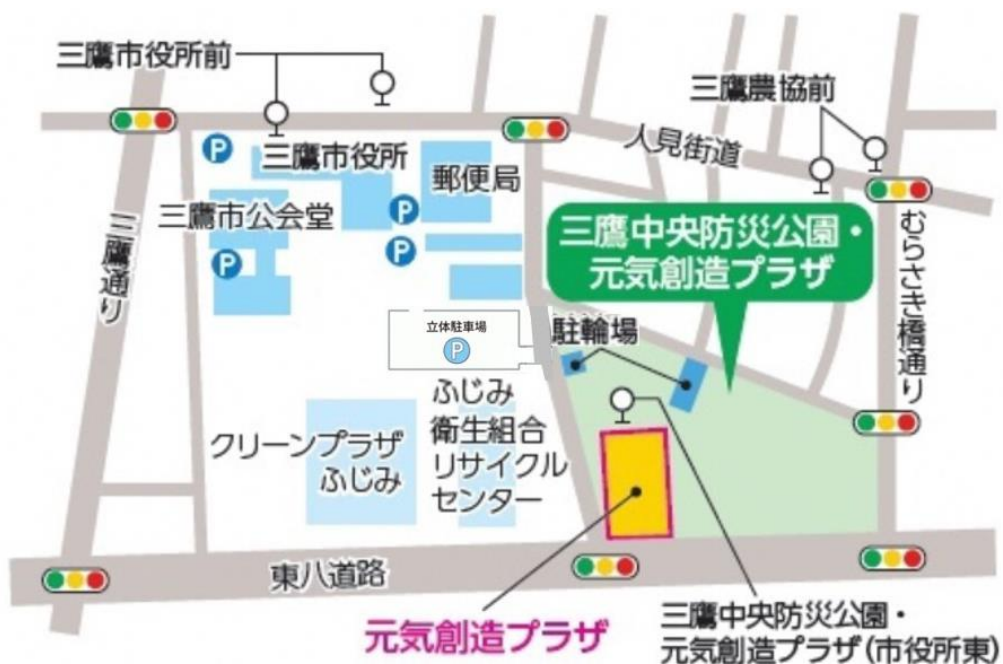 三鷹市役所前
三鷹農協前
人見街道
P
三鷹市役所
郵便局
三鷹市公会堂
P
P
P
三鷹通り
むらさき橋通り
三鷹中央防災公園・
元気創造プラザ
立体駐車場
P
駐輪場
ふじみ
衛生組合
リサイクル
センター
クリーンプラザ
ふじみ
東八道路
元気創造プラザ
三鷹中央防災公園・
元気創造プラザ(市役所東)